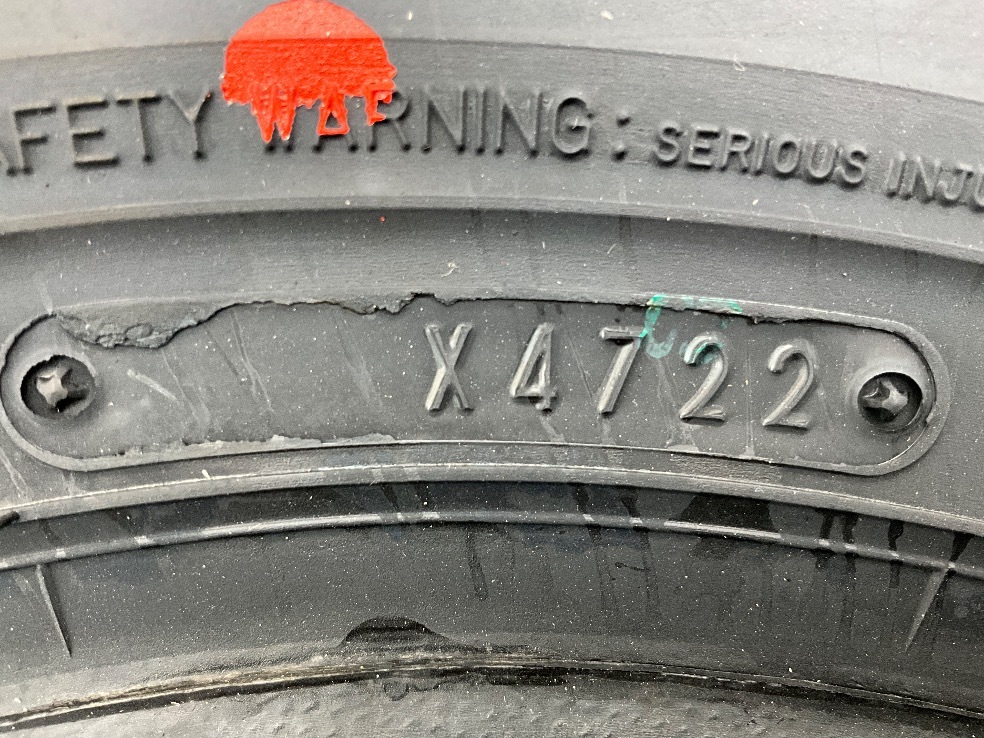 SAFETY WARNING: SERIOUS INJU
X4722